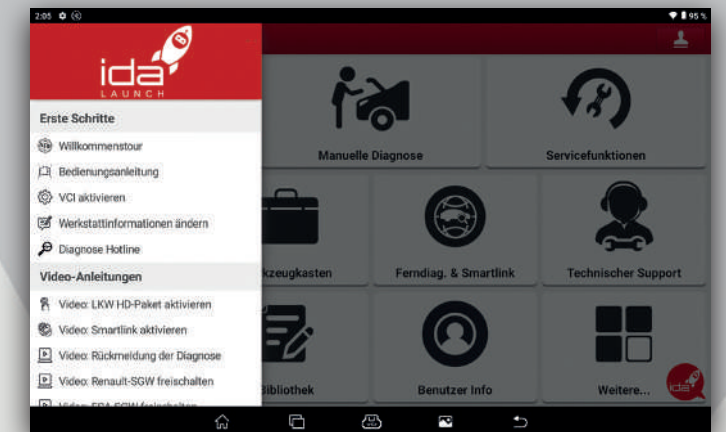 2:05
95 %
ida
LAUNCH
Erste Schritte
Willkommenstour
Bedienungsanleitung
VCI aktivieren
Werkstattinformationen ändern
Diagnose Hotline
Video-Anleitungen
Video: LKW HD-Paket aktivieren
Video: Smartlink aktivieren
Video: Rückmeldung der Diagnose
Video: Renault-SGW freischalten
Manuelle Diagnose
Servicefunktionen
kzeugkasten
Ferndiag. & Smartlink
Technischer Support
Bibliothek
Benutzer Info
Weitere...
ida